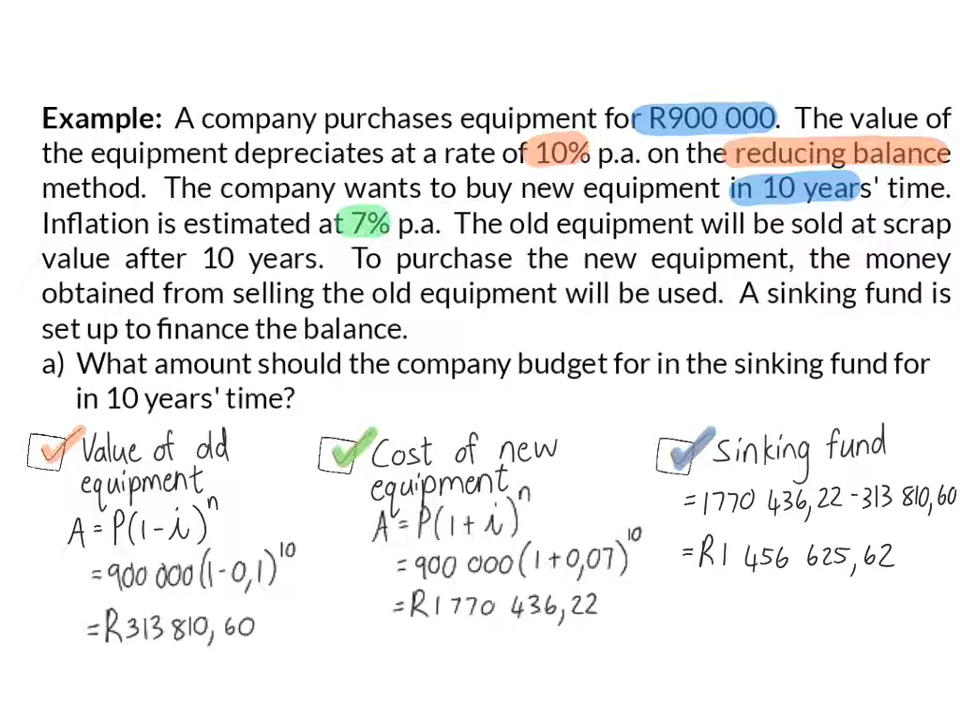 Example: A company purchases equipment for R900 000. The value of
the equipment depreciates at a rate of 10% p.a. on the reducing balance
method. The company wants to buy new equipment in 10 years' time.
Inflation is estimated at 7% p.a. The old equipment will be sold at scrap
value after 10 years. To purchase the new equipment, the money
obtained from selling the old equipment will be used. A sinking fund is
set up to finance the balance.
a) What amount should the company budget for in the sinking fund for
in 10 years' time?
Value of old
equipment
A = P(1 - i)^n
= 900 000(1 - 0,1)^10
= R313 810,60
Cost of new
equipment
A = P(1 + i)^n
= 900 000(1 + 0,07)^10
= R1 770 436,22
Sinking fund
= 1770 436,22 - 313 810,60
= R1 456 625,62